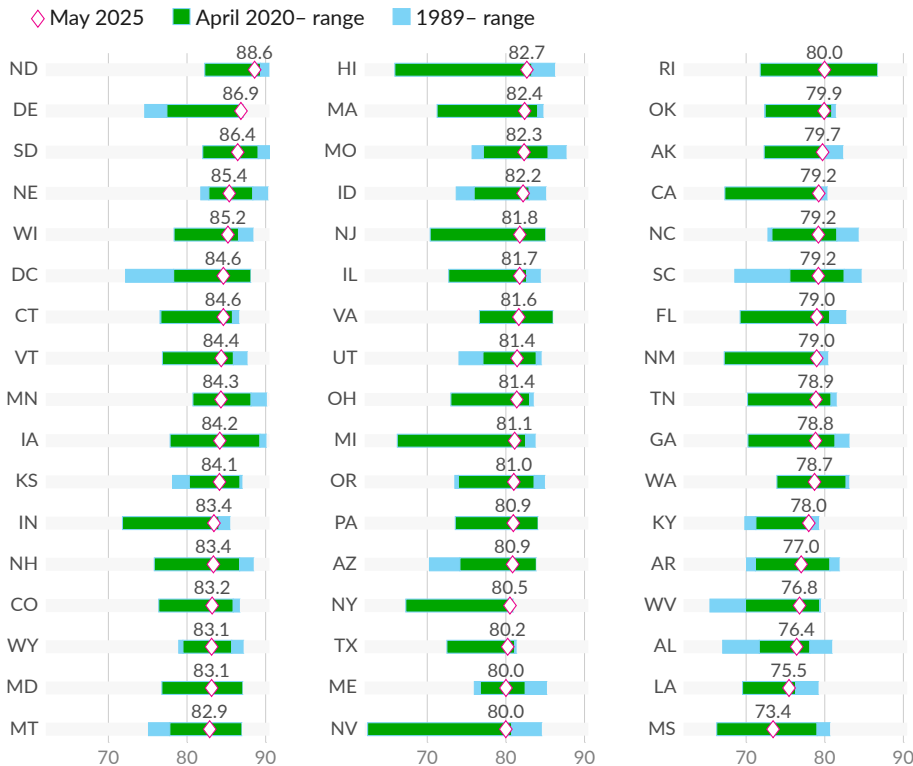 May 2025 April 2020– range 1989– range
ND 88.6
DE 86.9
SD 86.4
NE 85.4
WI 85.2
DC 84.6
CT 84.6
VT 84.4
MN 84.3
IA 84.2
KS 84.1
IN 83.4
NH 83.4
CO 83.2
WY 83.1
MD 83.1
MT 82.9
70 80 90
HI 82.7
MA 82.4
MO 82.3
ID 82.2
NJ 81.8
IL 81.7
VA 81.6
UT 81.4
OH 81.4
MI 81.1
OR 81.0
PA 80.9
AZ 80.9
NY 80.5
TX 80.2
ME 80.0
NV 80.0
70 80 90
RI 80.0
OK 79.9
AK 79.7
CA 79.2
NC 79.2
SC 79.2
FL 79.0
NM 79.0
TN 78.9
GA 78.8
WA 78.7
KY 78.0
AR 77.0
WV 76.8
AL 76.4
LA 75.5
MS 73.4
70 80 90